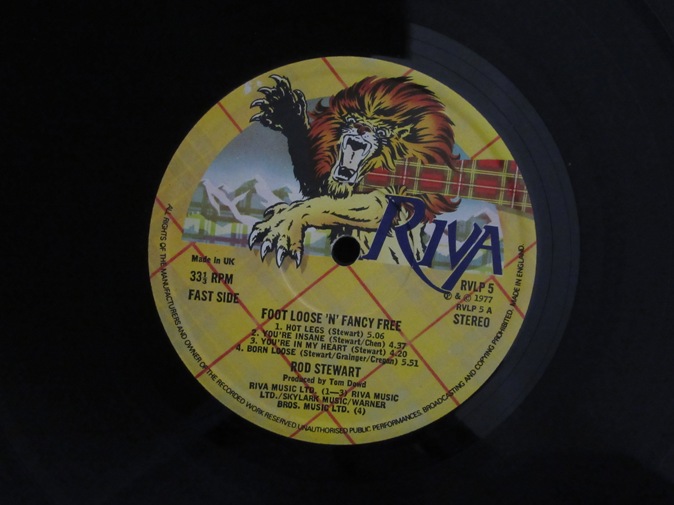 RIVA
Made in UK
33⅓ RPM
FAST SIDE
RVLP 5
℗ & © 1977
RVLP 5 A
STEREO
FOOT LOOSE 'N' FANCY FREE
1. HOT LEGS (Stewart) 5.06
2. YOU'RE INSANE (Stewart/Chen) 4.37
3. YOU'RE IN MY HEART (Stewart) 4.20
4. BORN LOOSE (Stewart/Grainger/Cregan) 5.51
ROD STEWART
Produced by Tom Dowd
RIVA MUSIC LTD. (1—3) RIVA MUSIC
LTD./SKYLARK MUSIC/WARNER
BROS. MUSIC LTD. (4)
ALL RIGHTS OF THE MANUFACTURERS AND OWNER OF THE RECORDED WORK RESERVED UNAUTHORISED PUBLIC PERFORMANCES, BROADCASTING AND COPYING PROHIBITED. MADE IN ENGLAND